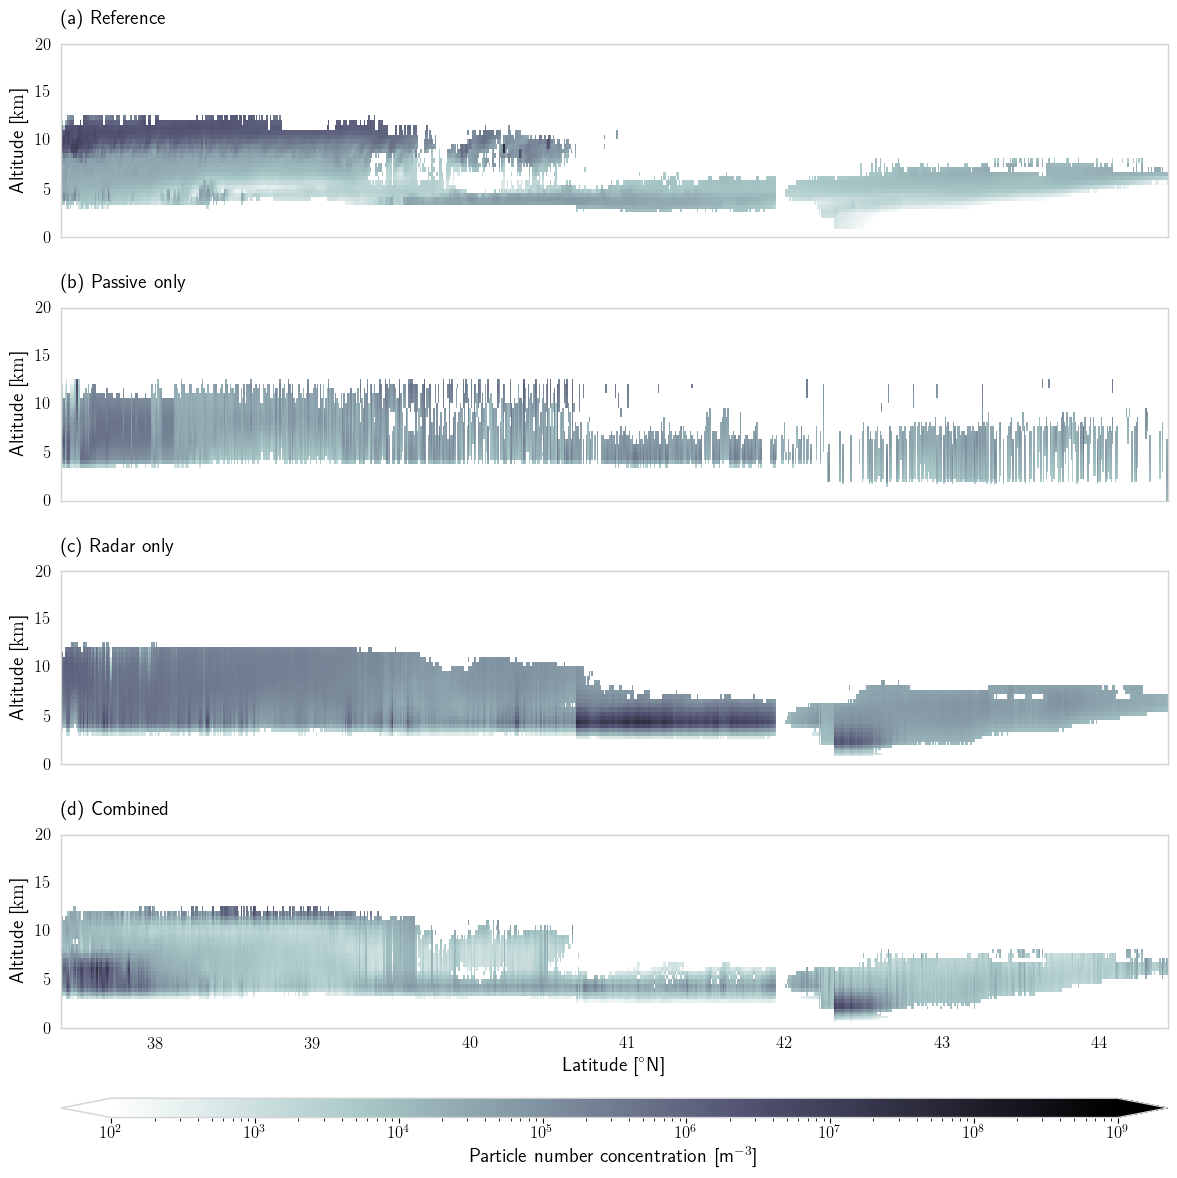 (a) Reference
20
15
10
5
0
Altitude [km]
(b) Passive only
20
15
10
5
0
Altitude [km]
(c) Radar only
20
15
10
5
0
Altitude [km]
(d) Combined
20
15
10
5
0
Altitude [km]
38 39 40 41 42 43 44
Latitude [°N]
10² 10³ 10⁴ 10⁵ 10⁶ 10⁷ 10⁸ 10⁹
Particle number concentration [m⁻³]